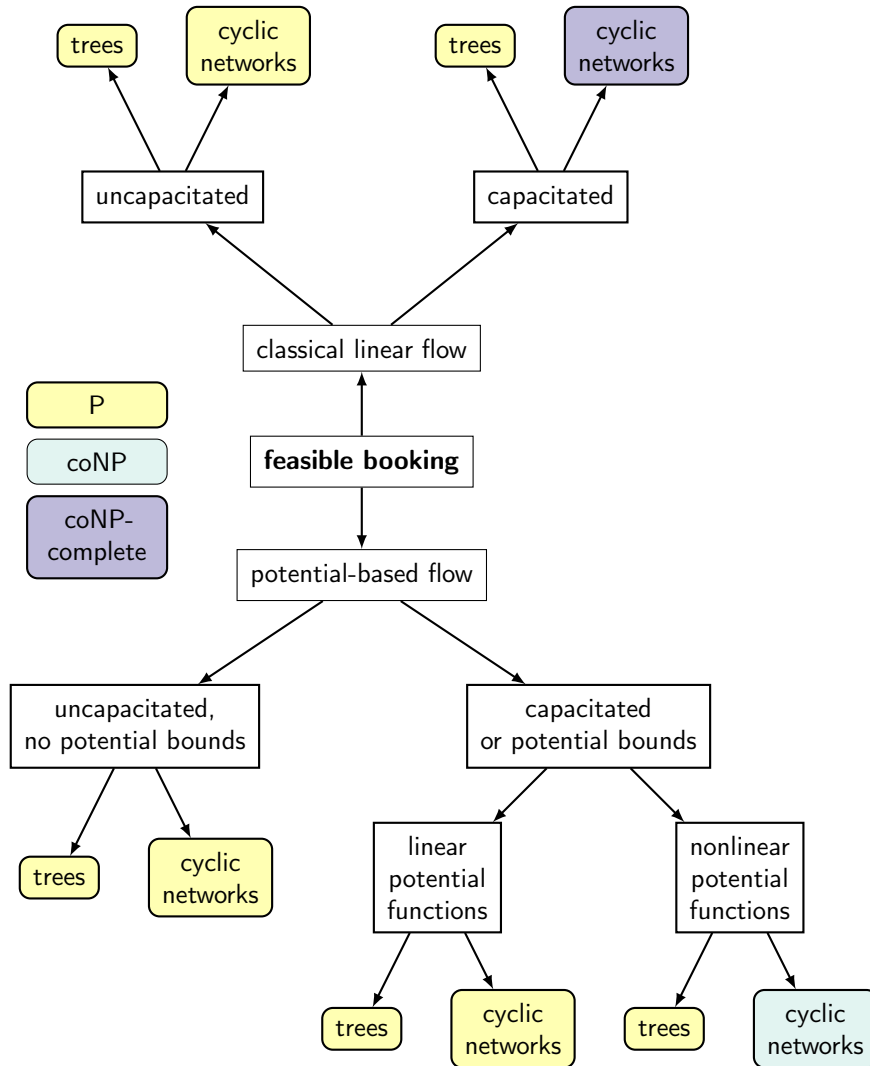 trees
cyclic
networks
trees
cyclic
networks
uncapacitated
capacitated
classical linear flow
P
coNP
coNP-
complete
feasible booking
potential-based flow
uncapacitated,
no potential bounds
capacitated
or potential bounds
trees
cyclic
networks
linear
potential
functions
nonlinear
potential
functions
trees
cyclic
networks
trees
cyclic
networks